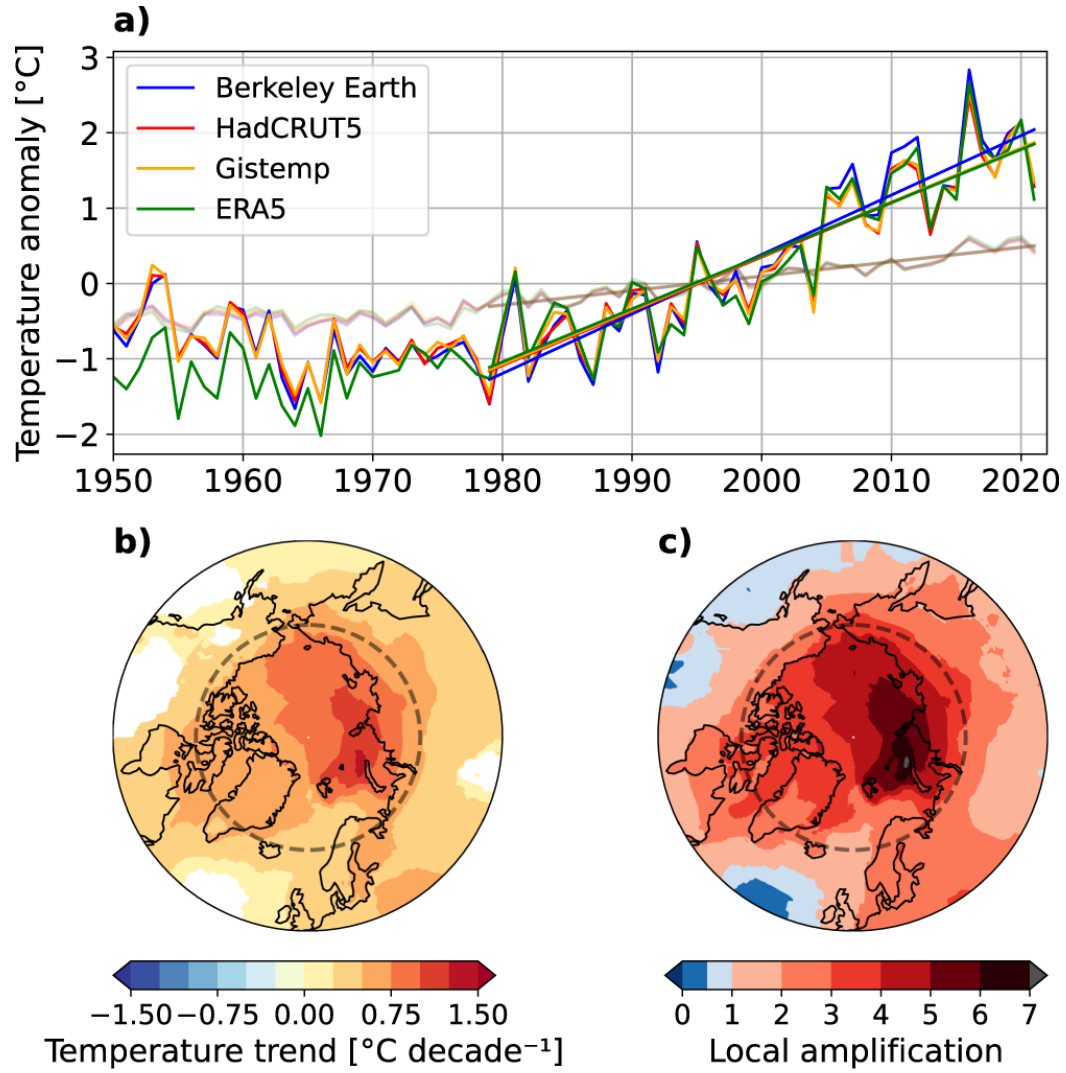 a)
Temperature anomaly [°C]
3
2
1
0
−1
−2
Berkeley Earth
HadCRUT5
Gistemp
ERA5
1950 1960 1970 1980 1990 2000 2010 2020
b)
c)
−1.50 −0.75 0.00 0.75 1.50
Temperature trend [°C decade⁻¹]
0 1 2 3 4 5 6 7
Local amplification